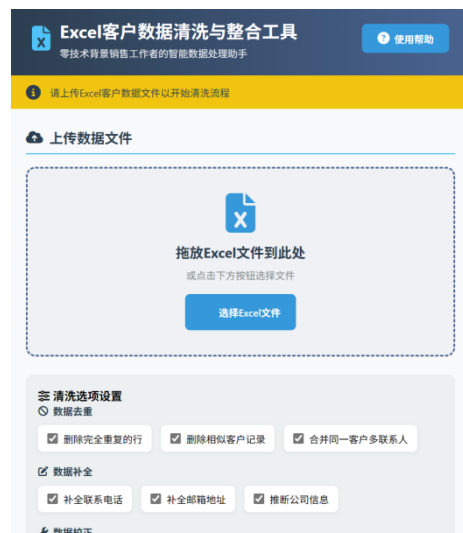 Excel客户数据清洗与整合工具
零技术背景销售工作者的智能数据处理助手
使用帮助
请上传Excel客户数据文件以开始清洗流程
上传数据文件
拖放Excel文件到此处
或点击下方按钮选择文件
选择Excel文件
清洗选项设置
数据去重
删除完全重复的行
删除相似客户记录
合并同一客户多联系人
数据补全
补全联系电话
补全邮箱地址
推断公司信息
数据校正